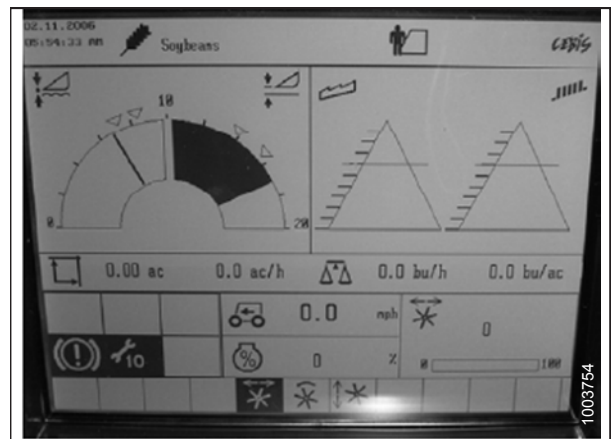 02.11.2006
05:54:33 AM
Soybeans
CEBIS
10
0
20
0.00 ac
0.0 ac/h
0.0 bu/h
0.0 bu/ac
0.0 mph
0
10
0 %
0
100
1003754